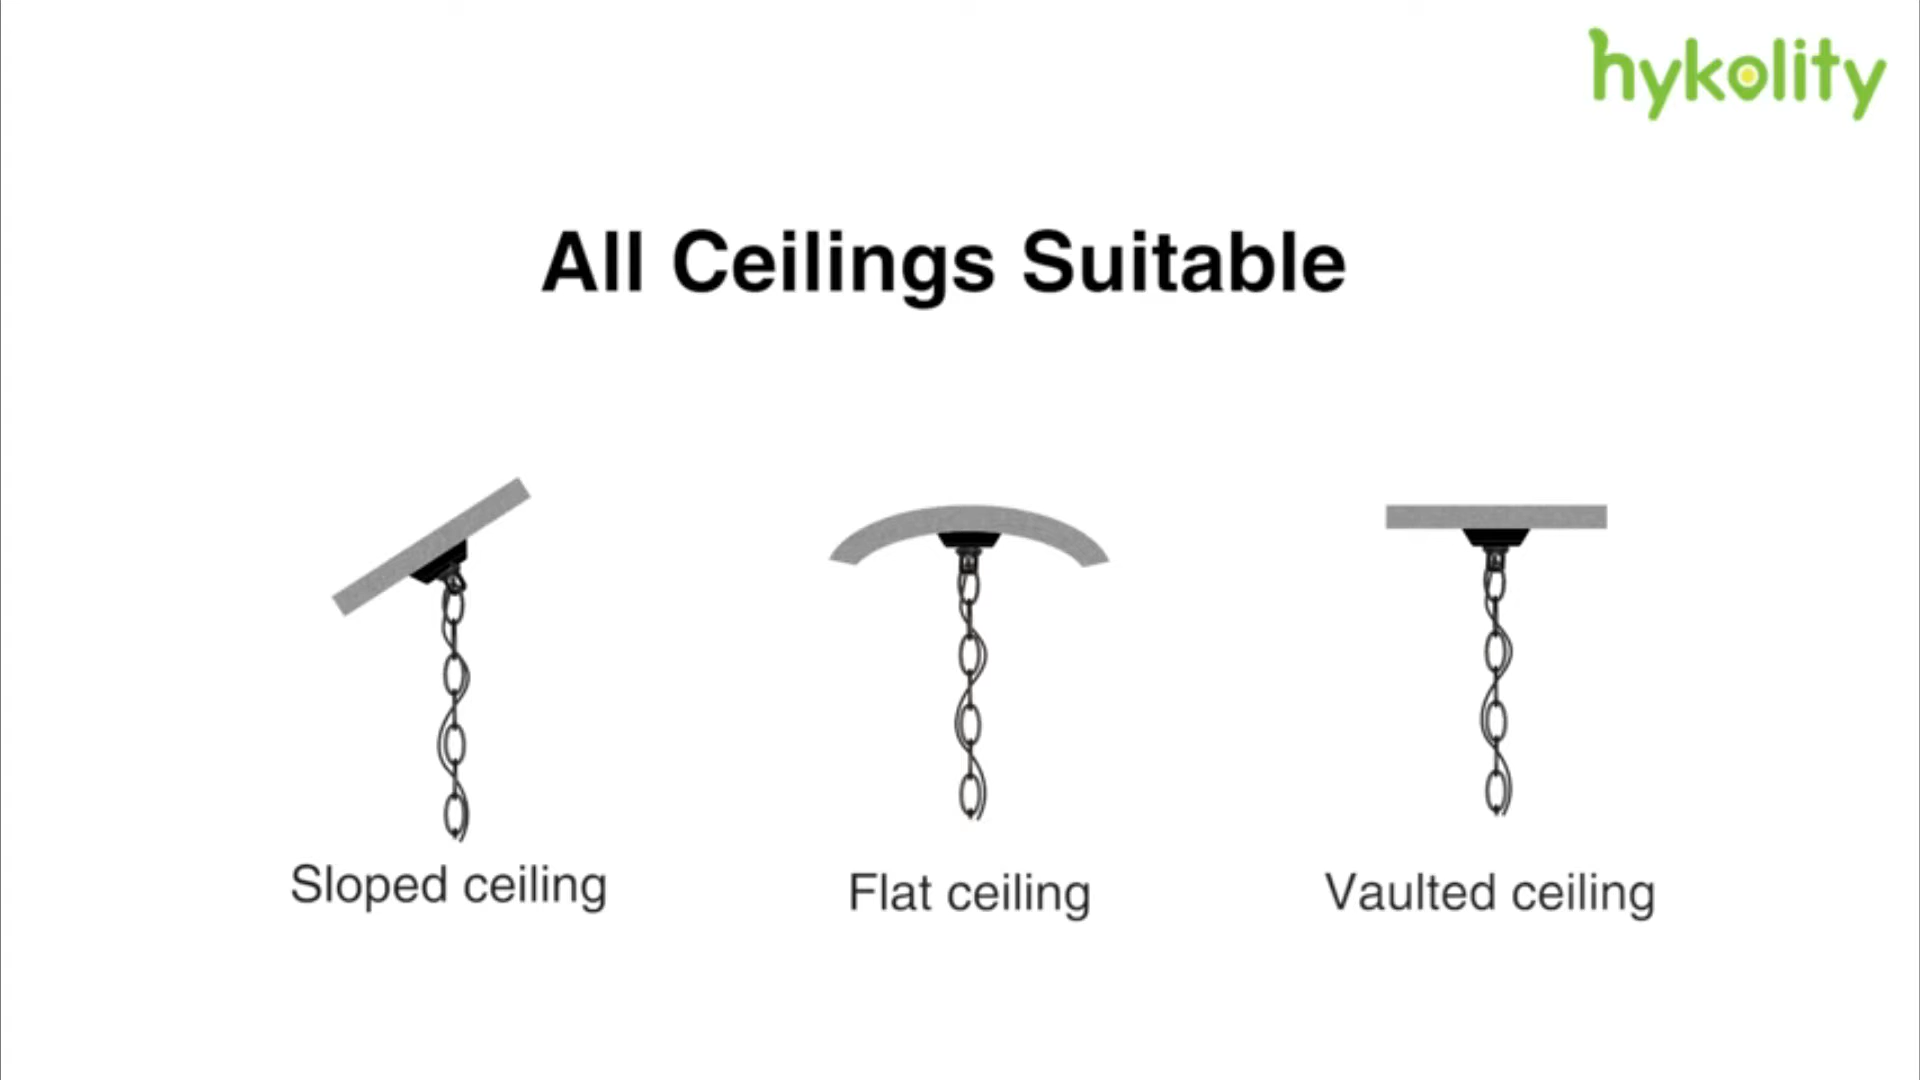 hykolity
All Ceilings Suitable
Sloped ceiling
Flat ceiling
Vaulted ceiling